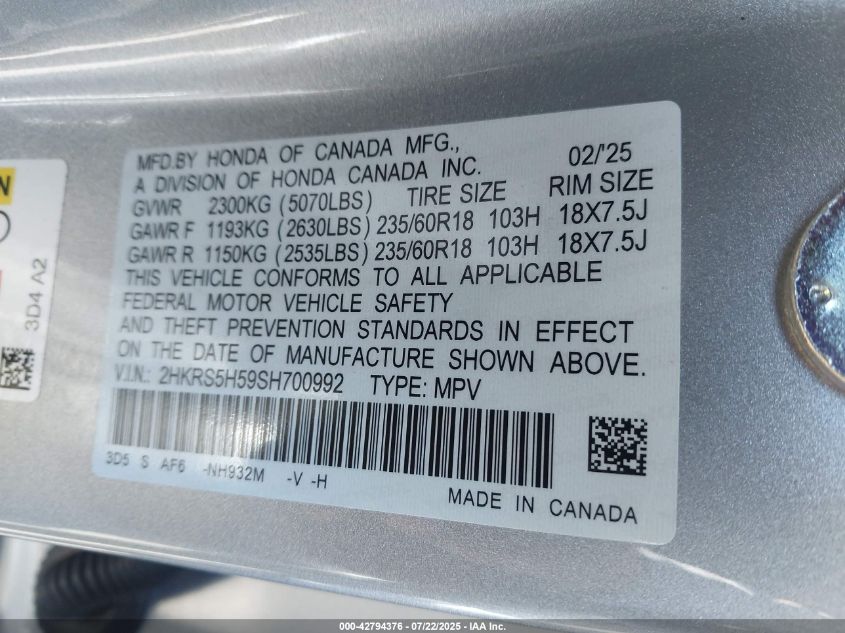 MFD.BY HONDA OF CANADA MFG., 02/'25
A DIVISION OF HONDA CANADA INC.
GVWR 2300KG (5070LBS) TIRE SIZE RIM SIZE
GAWR F 1193KG (2630LBS) 235/60R18 103H 18X7.5J
GAWR R 1150KG (2535LBS) 235/60R18 103H 18X7.5J
THIS VEHICLE CONFORMS TO ALL APPLICABLE
FEDERAL MOTOR VEHICLE SAFETY
AND THEFT PREVENTION STANDARDS IN EFFECT
ON THE DATE OF MANUFACTURE SHOWN ABOVE.
V.I.N.: 2HKRS5H59SH700992 TYPE: MPV
3D5 S AF6 -NH932M -V -H
MADE IN CANADA
3D4 A2
000-42794376 - 07/22/2025 - IAA Inc.